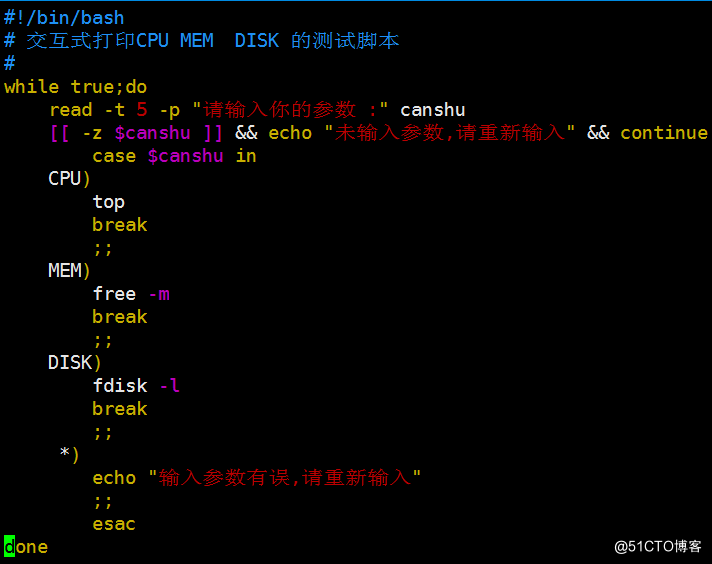 #!/bin/bash
# 交互式打印CPU MEM  DISK 的测试脚本
#
while true;do
    read -t 5 -p "请输入你的参数 :" canshu
    [[ -z $canshu ]] && echo "未输入参数,请重新输入" && continue
        case $canshu in
    CPU)
        top
        break
        ;;
    MEM)
        free -m
        break
        ;;
    DISK)
        fdisk -l
        break
        ;;
     *)
        echo "输入参数有误,请重新输入"
        ;;
        esac
done
@51CTO博客